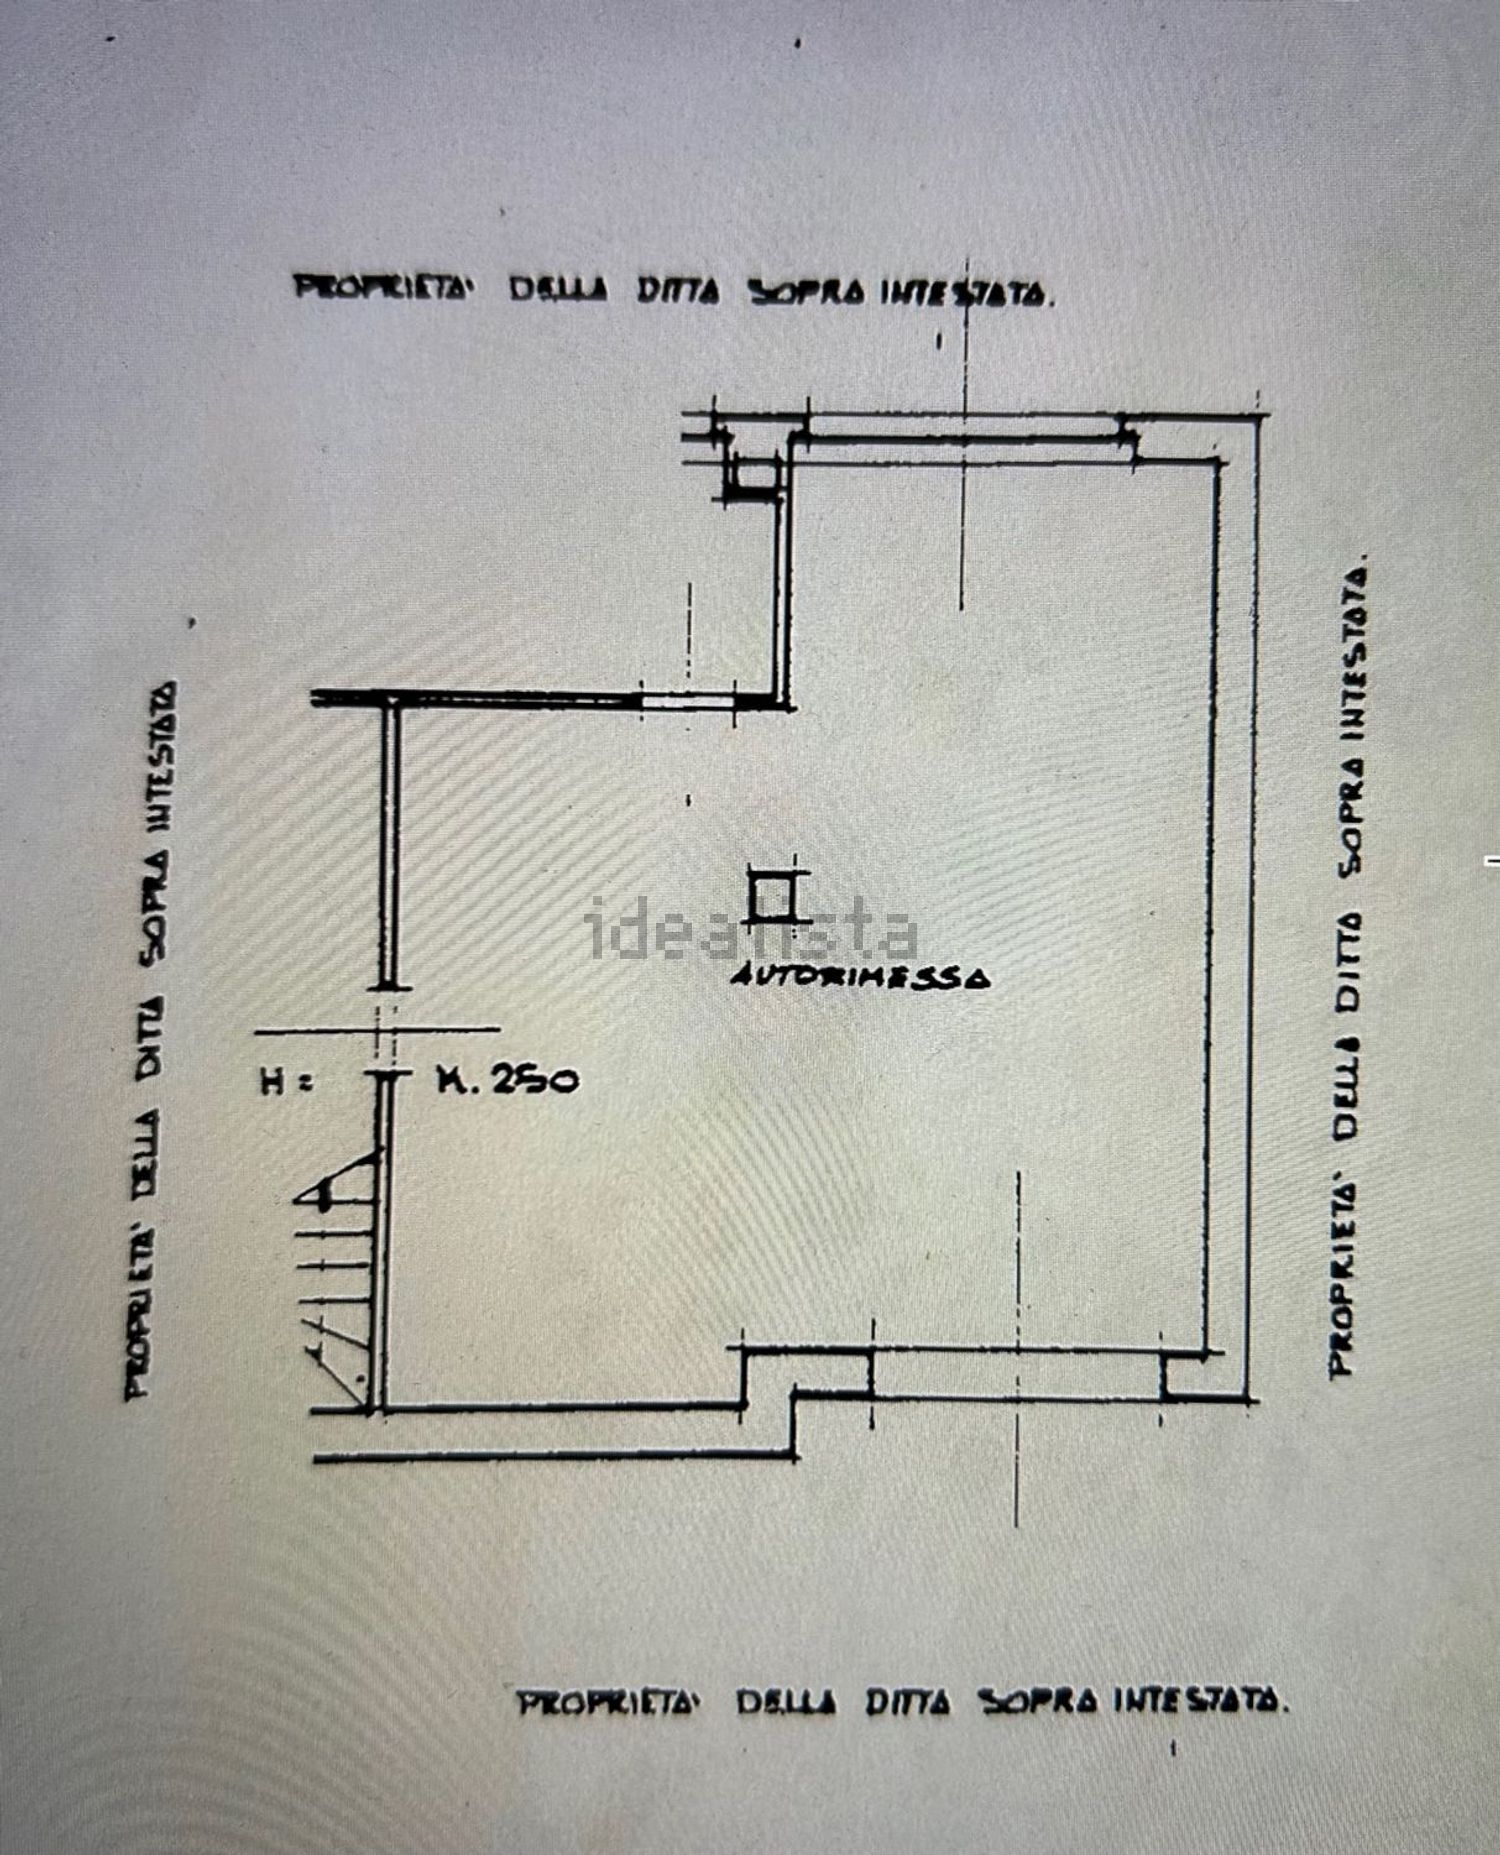 PROPRIETA' DELLA DITTA SOPRA INTESTATA.
PROPRIETA' DELLA DITTA SOPRA INTESTATA
PROPRIETA' DELLA DITTA SOPRA INTESTATA.
idealista
AUTORIMESSA
H = M. 250
PROPRIETA' DELLA DITTA SOPRA INTESTATA.